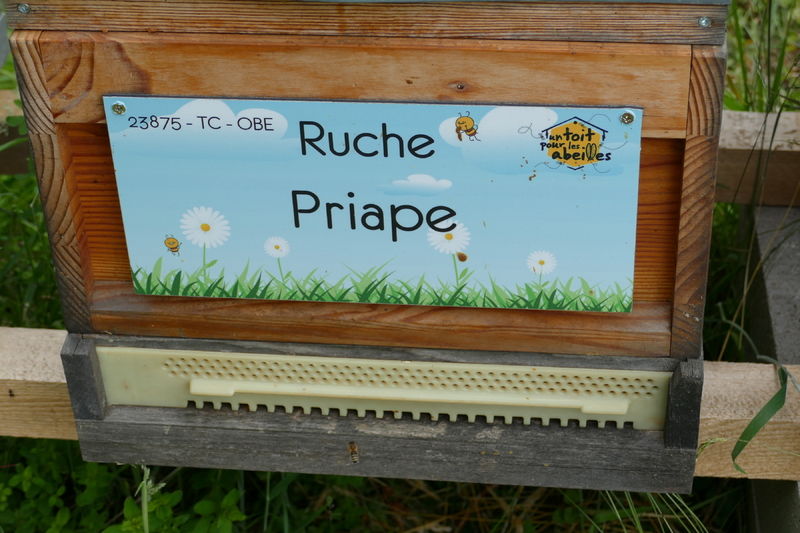 23875 - TC - OBE
Ruche
Priape
un toit
pour les
abeilles